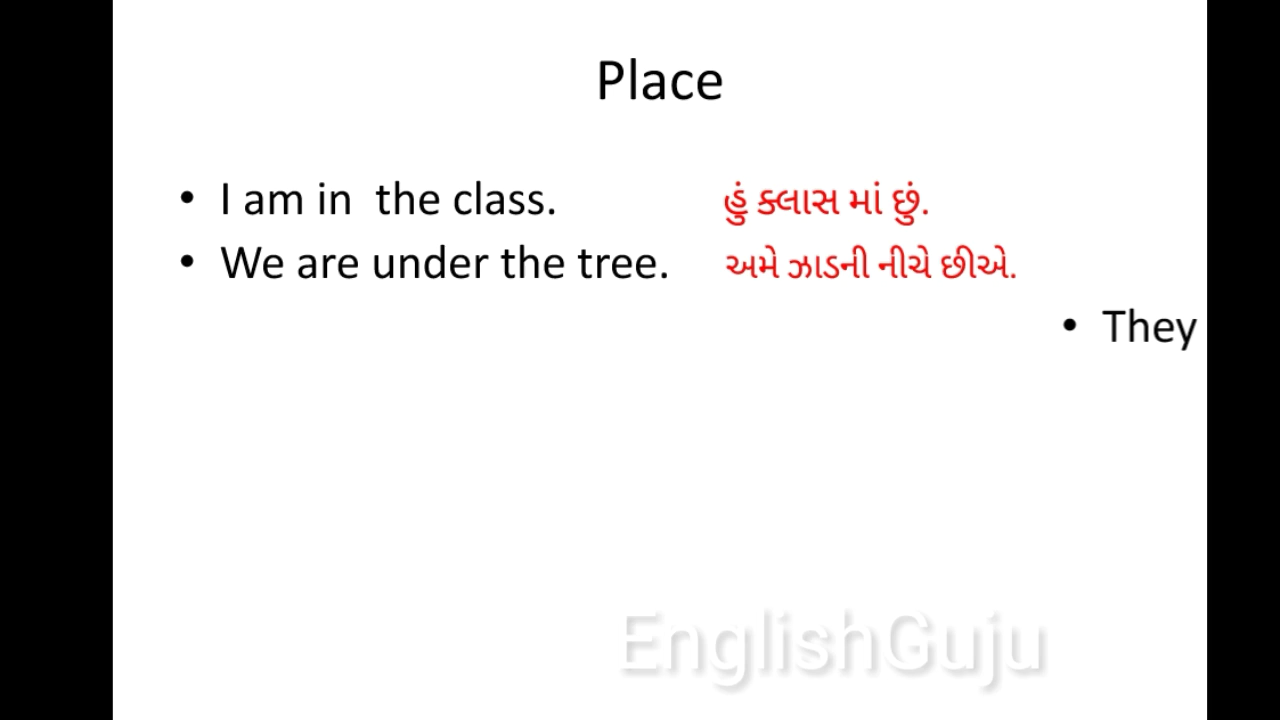 Place
• I am in  the class. હું ક્લાસ માં છું.
• We are under the tree. અમે ઝાડની નીચે છીએ.
• They
EnglishGuju